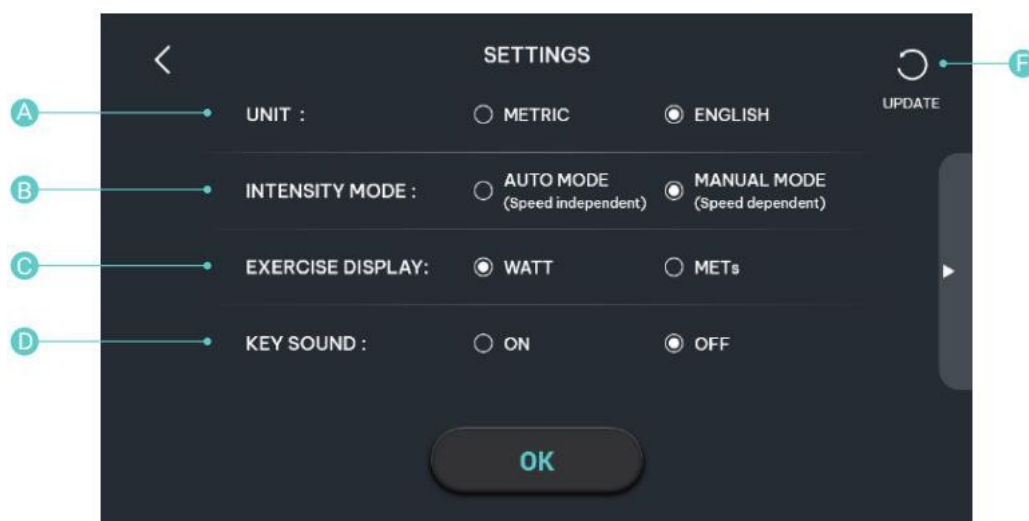 SETTINGS
F
UPDATE
A UNIT : METRIC ENGLISH
B INTENSITY MODE : AUTO MODE (Speed independent) MANUAL MODE (Speed dependent)
C EXERCISE DISPLAY: WATT METs
D KEY SOUND : ON OFF
OK